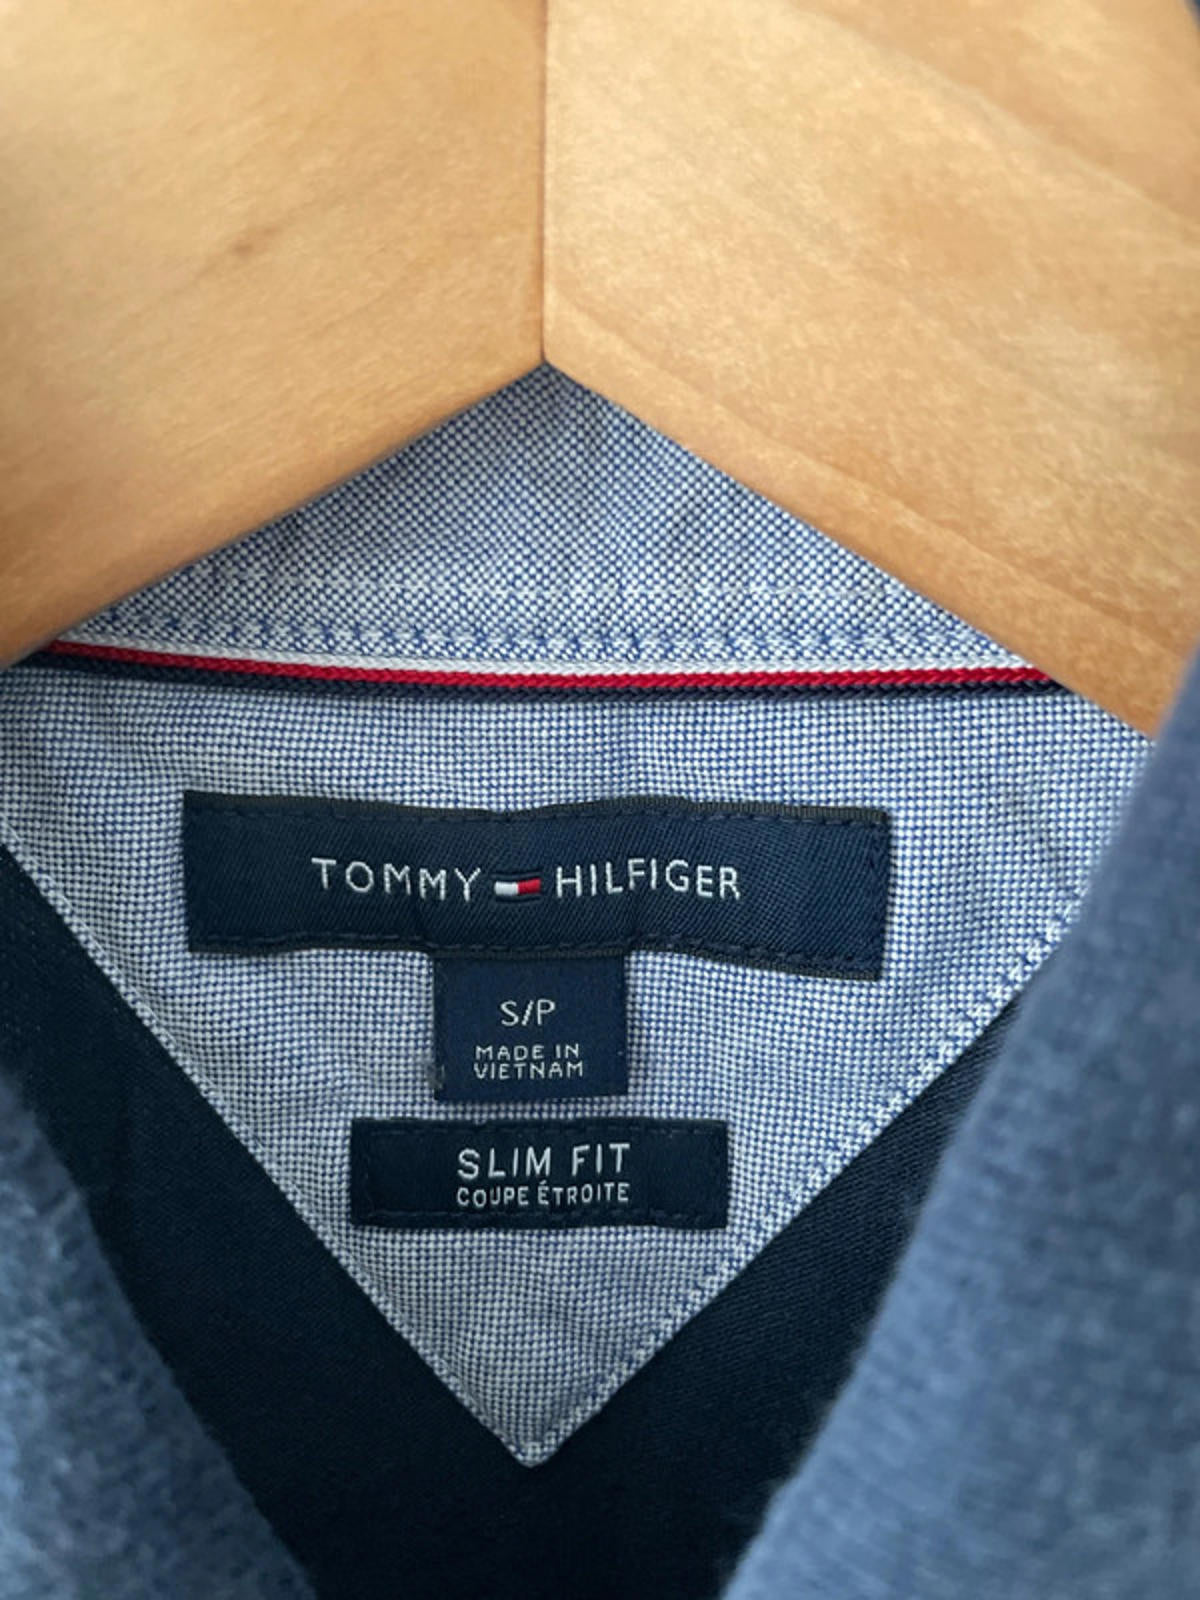 TOMMY HILFIGER
S/P
MADE IN
VIETNAM
SLIM FIT
COUPE ÉTROITE